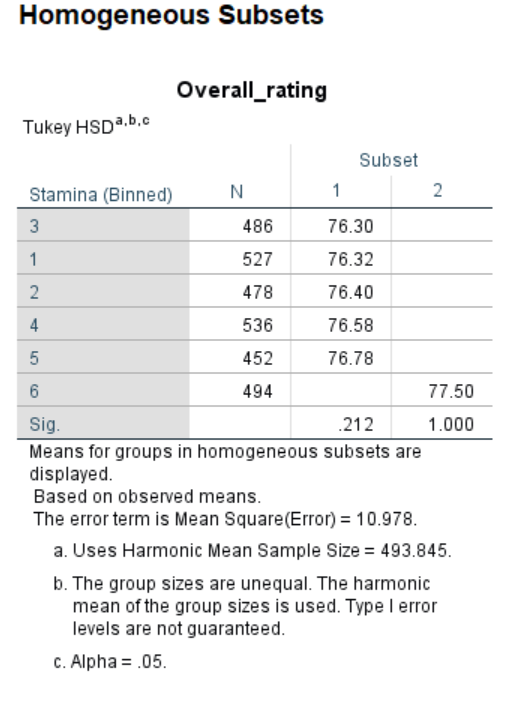 Homogeneous Subsets
Overall_rating
Tukey HSDa,b,c
Subset
Stamina (Binned) N 1 2
3 486 76.30
1 527 76.32
2 478 76.40
4 536 76.58
5 452 76.78
6 494 77.50
Sig. .212 1.000
Means for groups in homogeneous subsets are
displayed.
Based on observed means.
The error term is Mean Square(Error) = 10.978.
a. Uses Harmonic Mean Sample Size = 493.845.
b. The group sizes are unequal. The harmonic
mean of the group sizes is used. Type I error
levels are not guaranteed.
c. Alpha = .05.